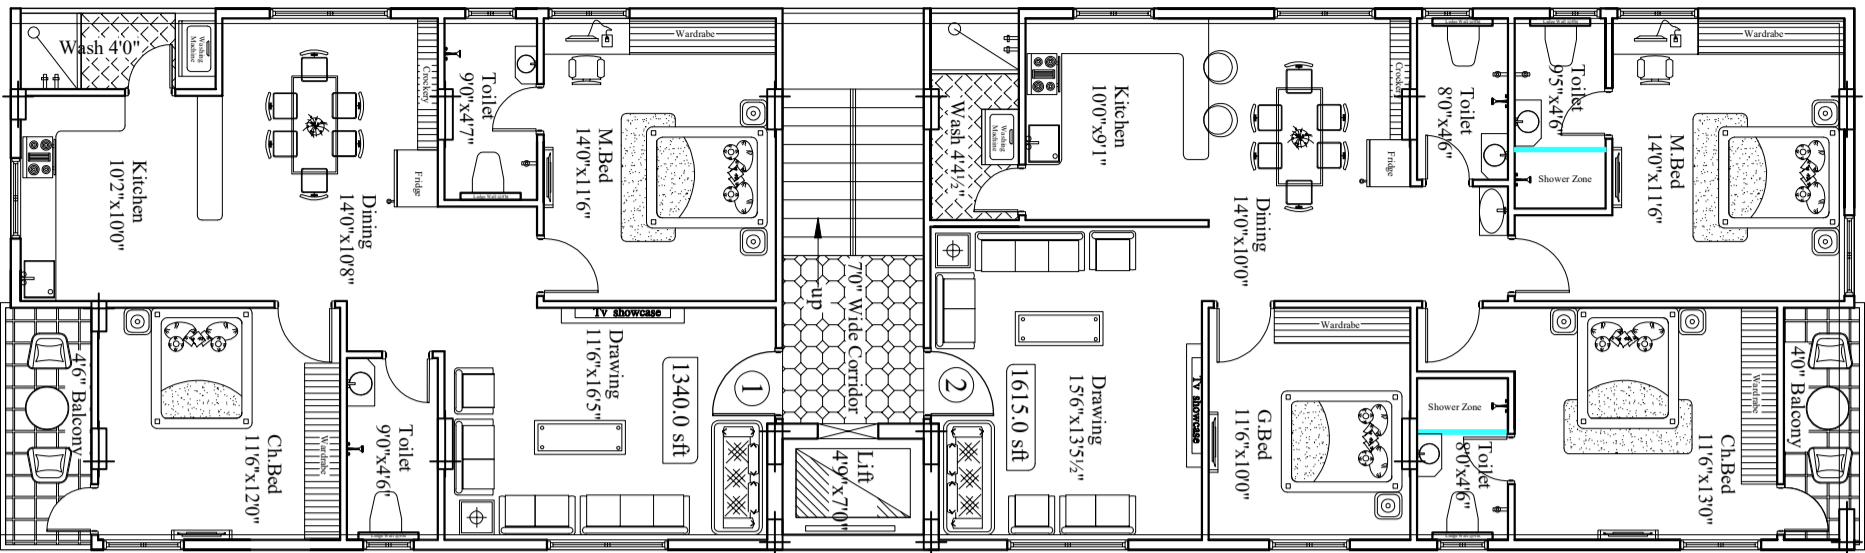 Wash 4'0"
Washing
Machine
Kitchen
10'2"x10'0"
Dining
14'0"x10'8"
Crockery
Fridge
Toilet
9'0"x4'7"
Wardrabe
M.Bed
14'0"x11'6"
Tv showcase
Drawing
11'6"x16'5"
1340.0 sft
1
4'6" Balcony
Ch.Bed
11'6"x12'0"
Wardrabe
Toilet
9'0"x4'6"
up
7'0" Wide Corridor
Lift
4'9"x7'0"
Wash 4'4½"
Washing
Machine
Kitchen
10'0"x9'1"
Dining
14'0"x10'0"
Crockery
Fridge
Toilet
8'0"x4'6"
Toilet
9'5"x4'6"
Shower Zone
Wardrabe
M.Bed
14'0"x11'6"
2
1615.0 sft
Drawing
15'6"x13'5½"
Tv showcase
Wardrabe
G.Bed
11'6"x10'0"
Shower Zone
Toilet
8'0"x4'6"
Ch.Bed
11'6"x13'0"
Wardrabe
4'0" Balcony